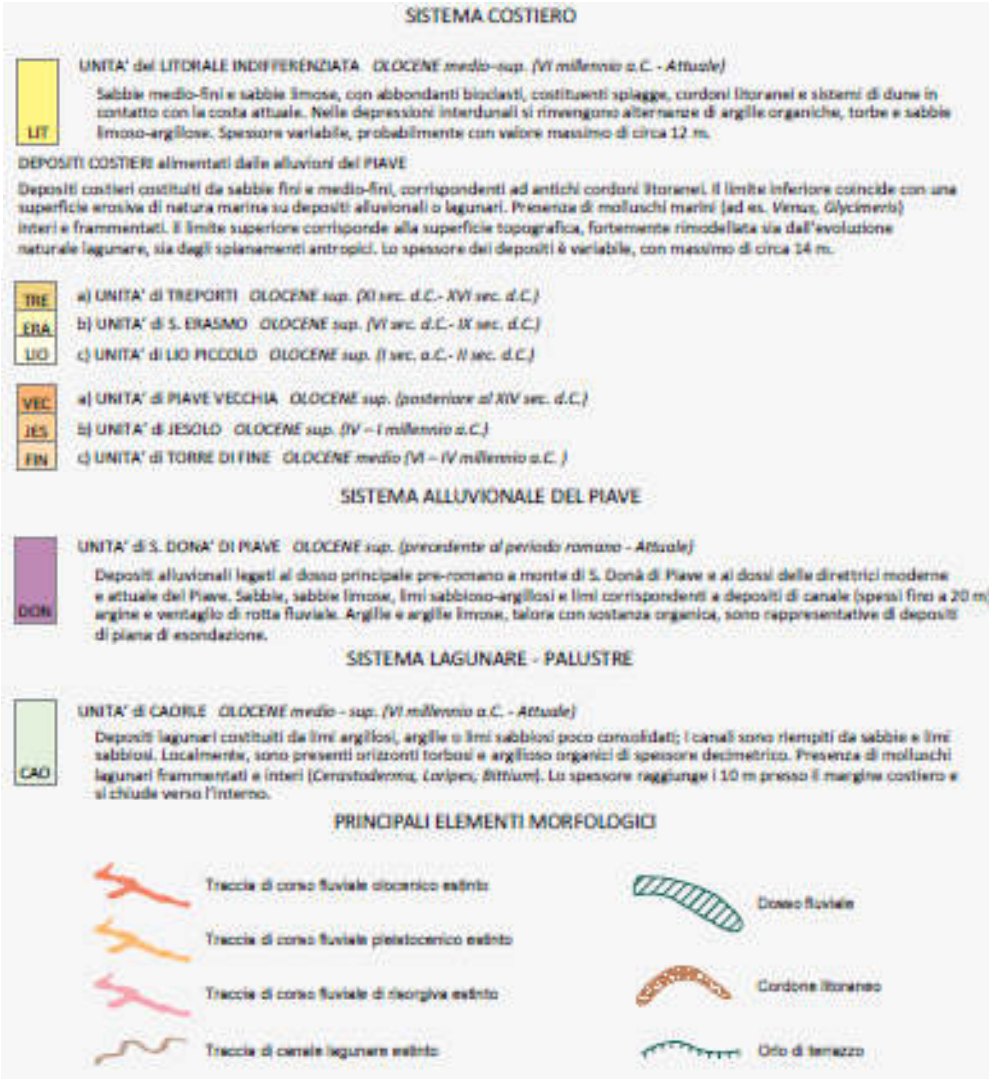 SISTEMA COSTIERO
UNITA' del LITORALE INDIFFERENZIATA OLOCENE medio-sup. (VI millennio a.C. - Attuale)
Sabbie medio-fini e sabbie limose, con abbondanti bioclasti, costituenti spiagge, cordoni litoranei e sistemi di dune in
contatto con la costa attuale. Nelle depressioni interdunali si rinvengono alternanze di argille organiche, torbe e sabbie
LIT
limoso-argillose. Spessore variabile, probabilmente con valore massimo di circa 12 m.
DEPOSITI COSTIERI alimentati dalle alluvioni del PIAVE
Depositi costieri costituiti da sabbie fini e medio-fini, corrispondenti ad antichi cordoni litoranei. Il limite inferiore coincide con una
superficie erosiva di natura marina su depositi alluvionali o lagunari. Presenza di molluschi marini (ad es. Venus, Glycimeris)
interi e frammentati. Il limite superiore corrisponde alla superficie topografica, fortemente rimodellata sia dall'evoluzione
naturale lagunare, sia dagli spianamenti antropici. Lo spessore dei depositi è variabile, con massimo di circa 14 m.
TRE a) UNITA' di TREPORTI OLOCENE sup. (XI sec. d.C.- XVI sec. d.C.)
ERA b) UNITA' di S. ERASMO OLOCENE sup. (VI sec. d.C.- IX sec. d.C.)
LIO c) UNITA' di LIO PICCOLO OLOCENE sup. (I sec. a.C.- II sec. d.C.)
VEC a) UNITA' di PIAVE VECCHIA OLOCENE sup. (posteriore al XIV sec. d.C.)
JES b) UNITA' di JESOLO OLOCENE sup. (IV – I millennio a.C.)
FIN c) UNITA' di TORRE DI FINE OLOCENE medio (VI – IV millennio a.C. )
SISTEMA ALLUVIONALE DEL PIAVE
UNITA' di S. DONA' DI PIAVE OLOCENE sup. (precedente al periodo romano - Attuale)
Depositi alluvionali legati al dosso principale pre-romano a monte di S. Donà di Piave e ai dossi delle direttrici moderne
e attuale del Piave. Sabbie, sabbie limose, limi sabbioso-argillosi e limi corrispondenti a depositi di canale (spessi fino a 20 m)
DON
argine e ventaglio di rotta fluviale. Argille e argille limose, talora con sostanza organica, sono rappresentative di depositi
di piana di esondazione.
SISTEMA LAGUNARE - PALUSTRE
UNITA' di CAORLE OLOCENE medio - sup. (VI millennio a.C. - Attuale)
Depositi lagunari costituiti da limi argillosi, argille o limi sabbiosi poco consolidati; i canali sono riempiti da sabbie e limi
sabbiosi. Localmente, sono presenti orizzonti torbosi e argilloso organici di spessore decimetrico. Presenza di molluschi
CAO
lagunari frammentati e interi (Cerastoderma, Loripes, Bittium). Lo spessore raggiunge i 10 m presso il margine costiero e
si chiude verso l'interno.
PRINCIPALI ELEMENTI MORFOLOGICI
Traccia di corso fluviale olocenico estinto
Traccia di corso fluviale pleistocenico estinto
Traccia di corso fluviale di risorgiva estinto
Traccia di canale lagunare estinto
Dosso fluviale
Cordone litoraneo
Orlo di terrazzo